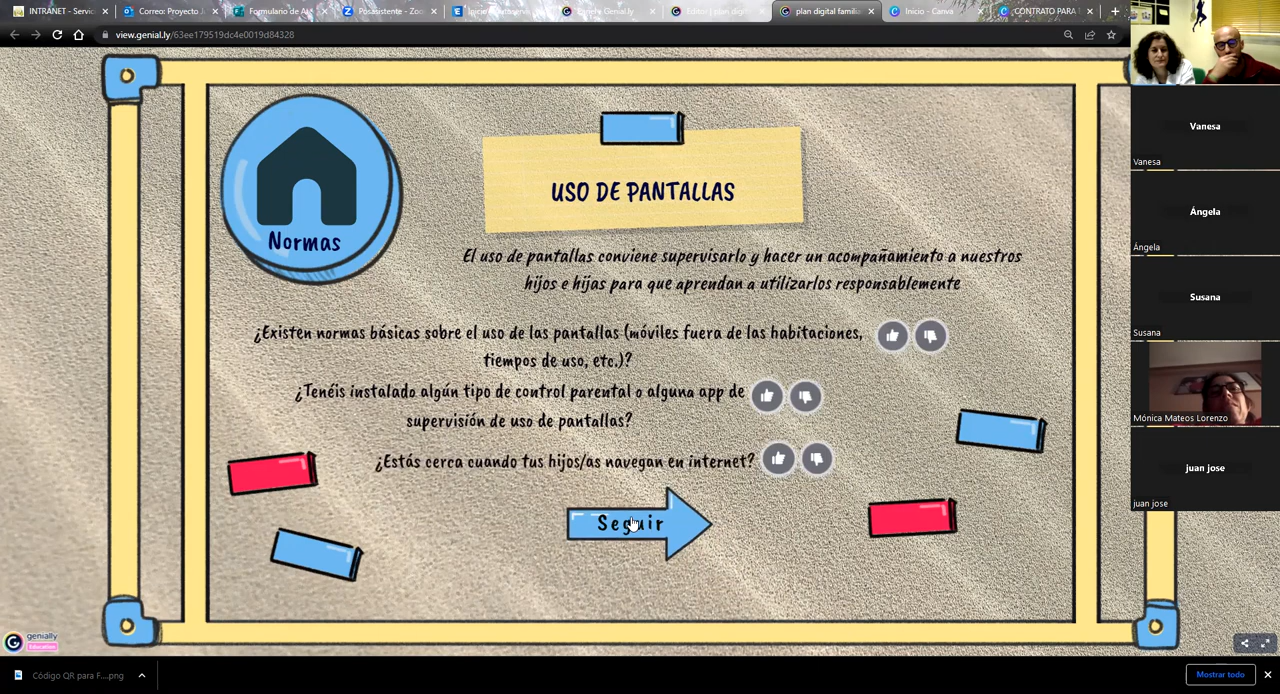 INTRANET - Servi
Correo: Proyecto J
Formulario de A
Posasistente - Zo
plan digital familia
Inicio - Canva
CONTRATO PARA
view.genial.ly/63ee179519dc4e0019d84328
Normas
USO DE PANTALLAS
El uso de pantallas conviene supervisarlo y hacer un acompañamiento a nuestros
hijos e hijas para que aprendan a utilizarlos responsablemente
¿Existen normas básicas sobre el uso de las pantallas (móviles fuera de las habitaciones,
tiempos de uso, etc.)?
¿Tenéis instalado algún tipo de control parental o alguna app de
supervisión de uso de pantallas?
¿Estás cerca cuando tus hijos/as navegan en internet?
Seguir
Vanesa
Vanesa
Ángela
Ángela
Susana
Susana
Mónica Mateos Lorenzo
juan jose
juan jose
genially
Education
Código QR para F....png
Mostrar todo